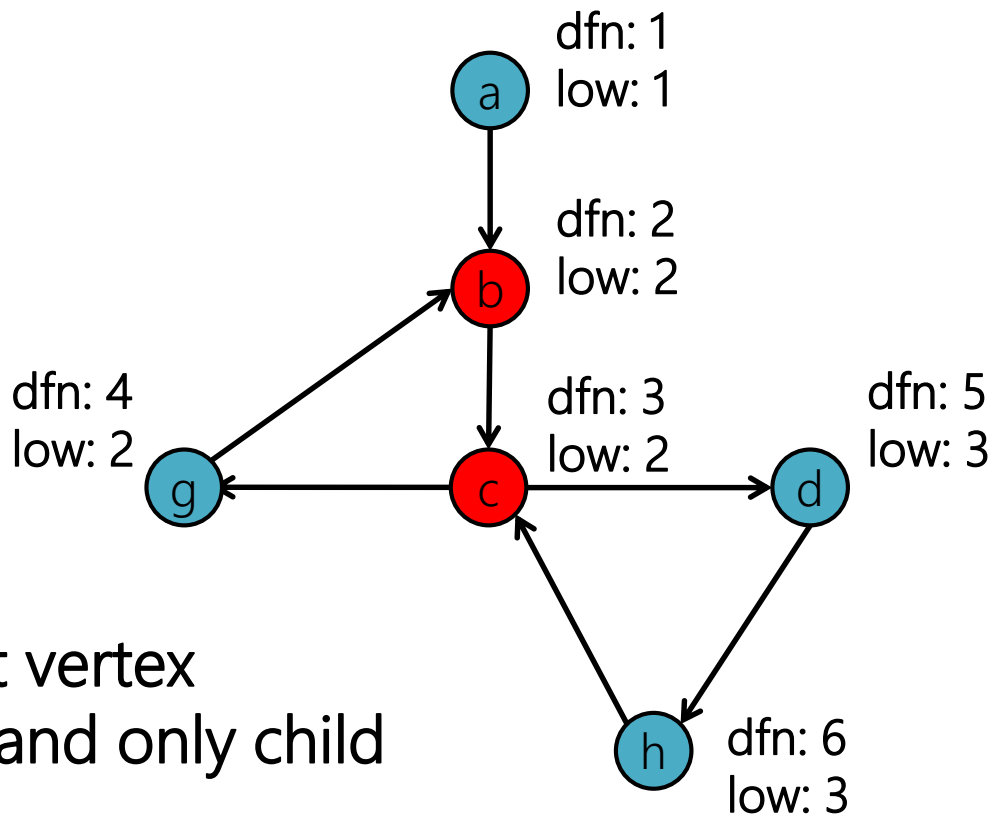 dfn: 1
low: 1
a
dfn: 2
low: 2
b
dfn: 4
low: 2
dfn: 3
low: 2
dfn: 5
low: 3
g
c
d
vertex
and only child
h
dfn: 6
low: 3